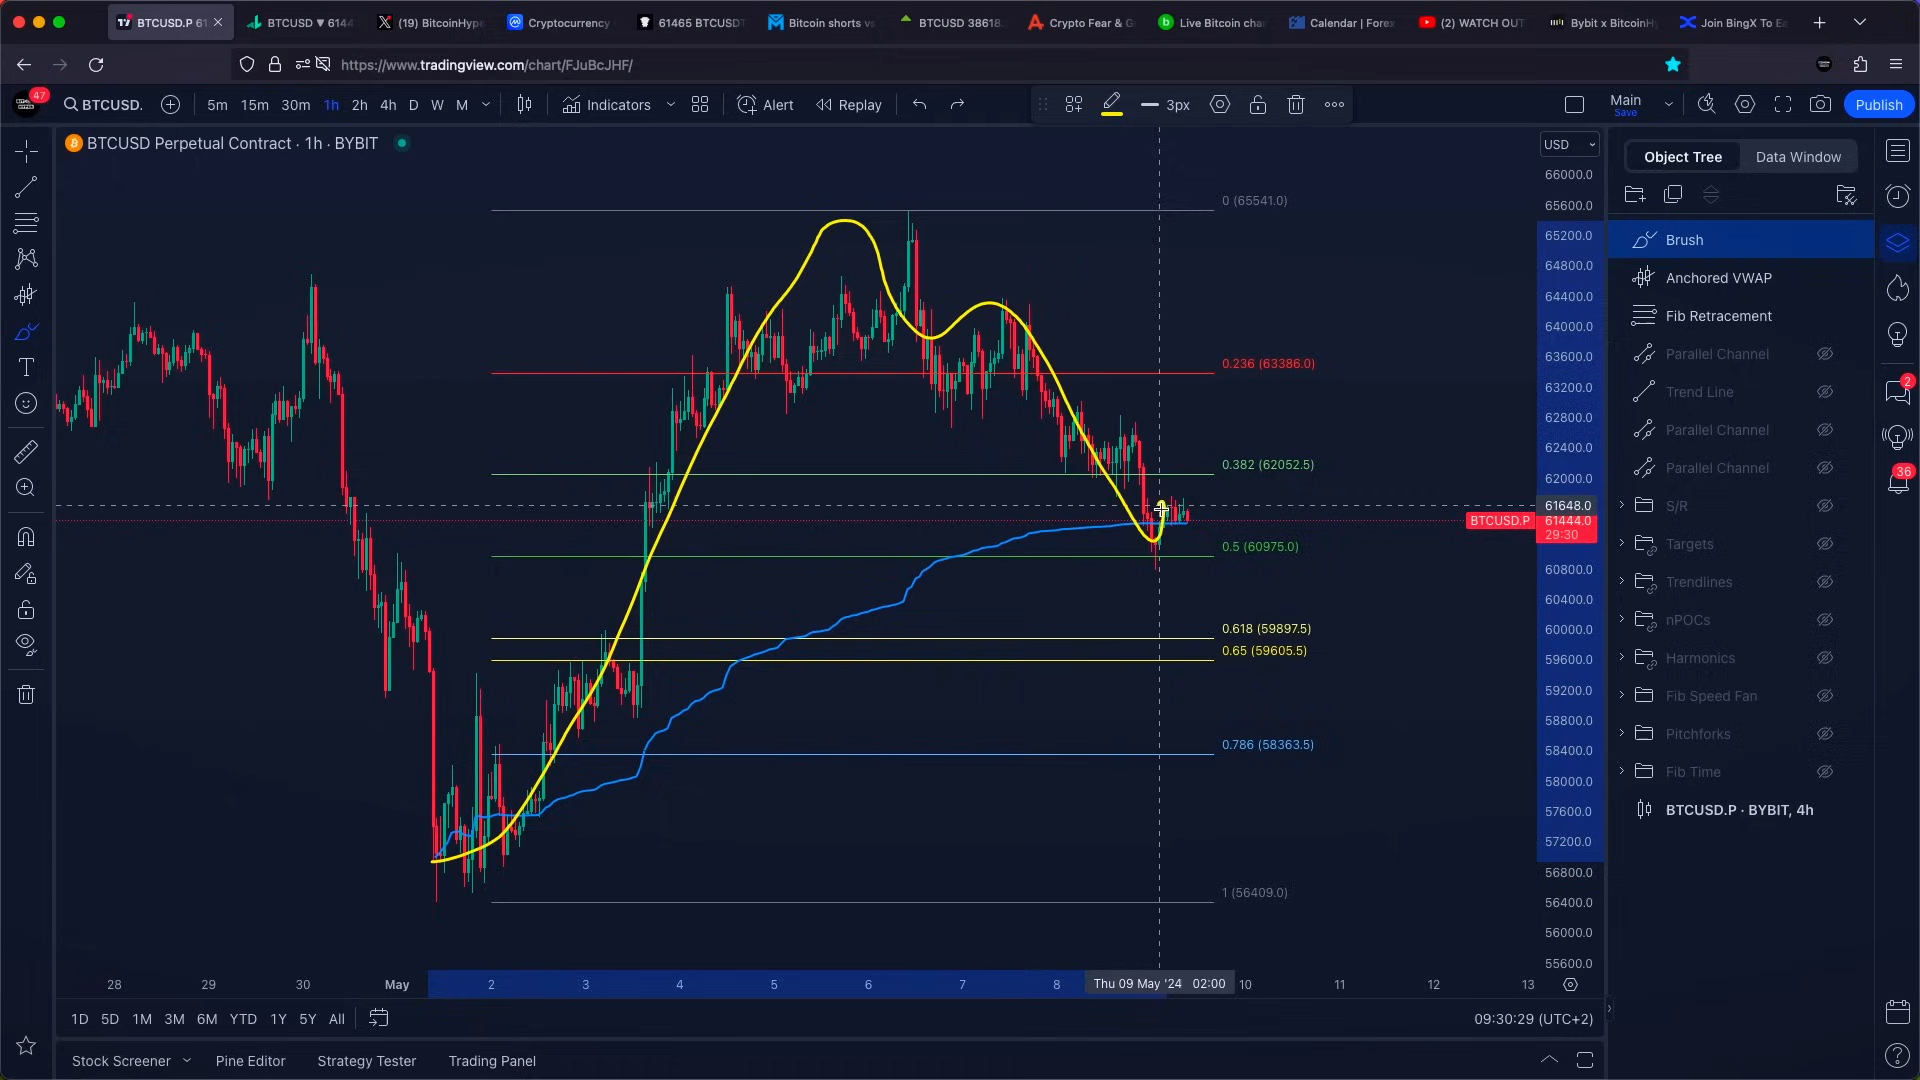 BTCUSD.P 61
BTCUSD ▼ 6144
(19) BitcoinHype
Cryptocurrency
61465 BTCUSDT
Bitcoin shorts vs
BTCUSD 38618
Crypto Fear & G
Live Bitcoin cha
Calendar | Forex
(2) WATCH OUT
Bybit x BitcoinHy
Join BingX To Ea
https://www.tradingview.com/chart/FJuBcJHF/
47
BTCUSD.
5m 15m 30m 1h 2h 4h D W M
Indicators
Alert
Replay
3px
Main
Save
Publish
BTCUSD Perpetual Contract · 1h · BYBIT
USD
66000.0
65600.0
65200.0
64800.0
64400.0
64000.0
63600.0
63200.0
62800.0
62400.0
62000.0
61648.0
BTCUSD.P 61444.0
29:30
60800.0
60400.0
60000.0
59600.0
59200.0
58800.0
58400.0
58000.0
57600.0
57200.0
56800.0
56400.0
56000.0
55600.0
0 (65541.0)
0.236 (63386.0)
0.382 (62052.5)
0.5 (60975.0)
0.618 (59897.5)
0.65 (59605.5)
0.786 (58363.5)
1 (56409.0)
28 29 30 May 2 3 4 5 6 7 8 Thu 09 May '24 02:00 10 11 12 13
1D 5D 1M 3M 6M YTD 1Y 5Y All
09:30:29 (UTC+2)
Stock Screener
Pine Editor
Strategy Tester
Trading Panel
Object Tree
Data Window
Brush
Anchored VWAP
Fib Retracement
Parallel Channel
Trend Line
Parallel Channel
Parallel Channel
S/R
Targets
Trendlines
nPOCs
Harmonics
Fib Speed Fan
Pitchforks
Fib Time
BTCUSD.P · BYBIT, 4h
2
36